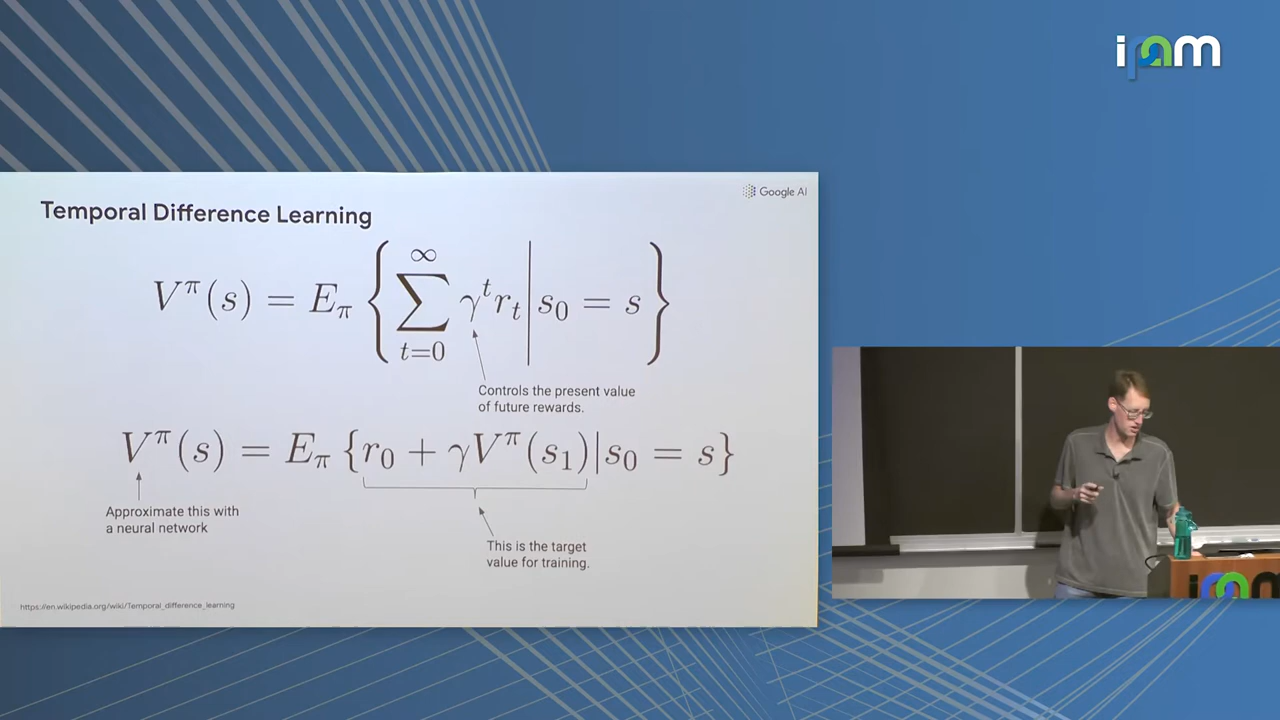 ipam
Google AI
Temporal Difference Learning
V^π(s) = E_π { ∑_{t=0}^{∞} γ^t r_t | s_0 = s }
Controls the present value
of future rewards.
V^π(s) = E_π {r_0 + γV^π(s_1)|s_0 = s}
Approximate this with
a neural network
This is the target
value for training.
https://en.wikipedia.org/wiki/Temporal_difference_learning